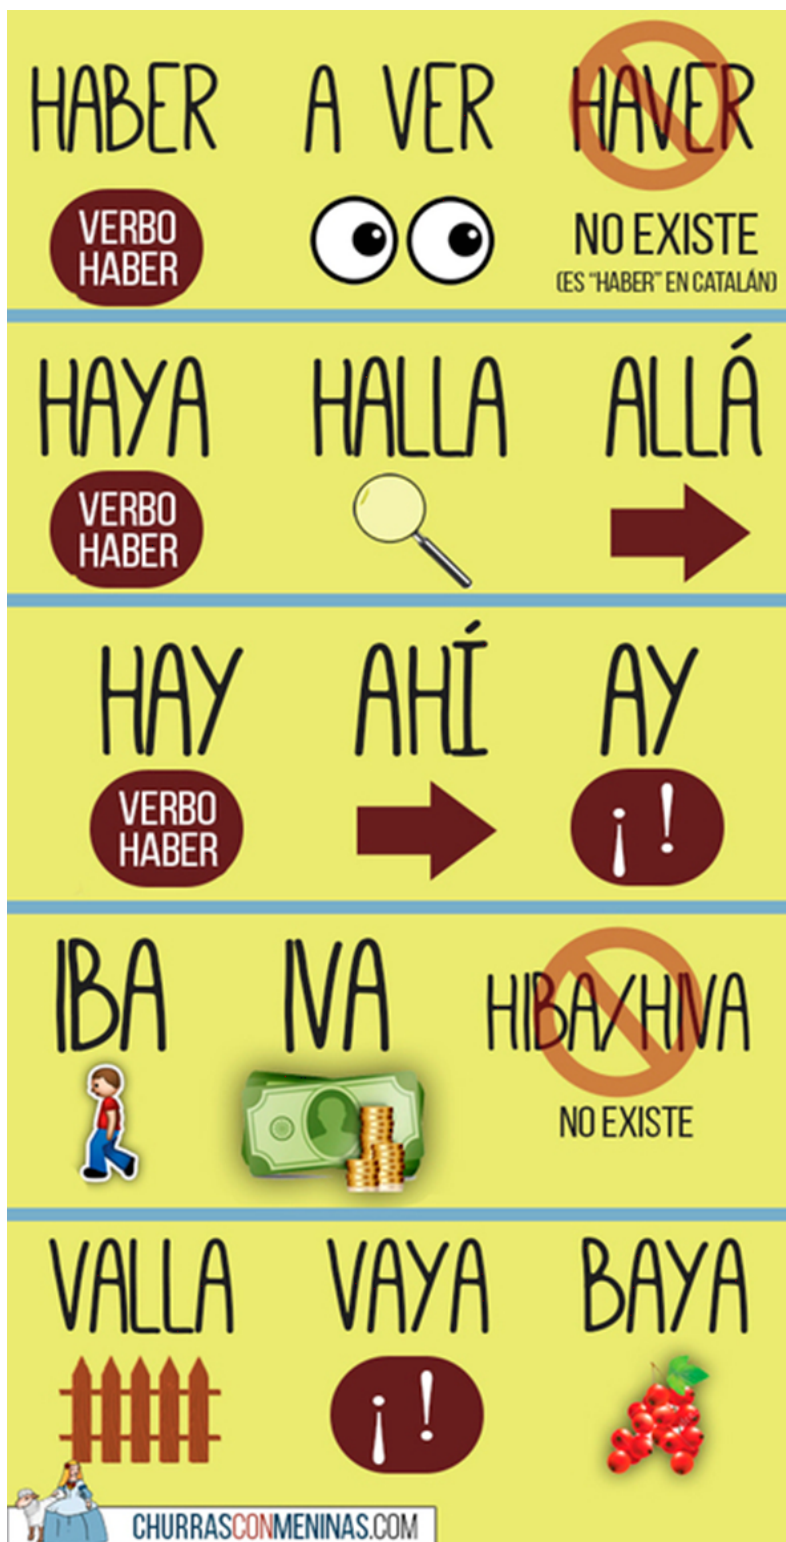 HABER A VER HAVER
VERBO
HABER
NO EXISTE
(ES “HABER” EN CATALÁN)
HAYA HALLA ALLÁ
VERBO
HABER
HAY AHÍ AY
VERBO
HABER
¡ !
IBA IVA HIBA/HIVA
NO EXISTE
VALLA VAYA BAYA
¡ !
CHURRASCONMENINAS.COM